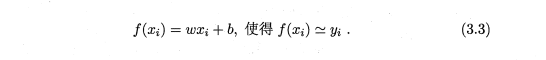 f(x_i) = wx_i + b, 使得 f(x_i) ≃ y_i . (3.3)